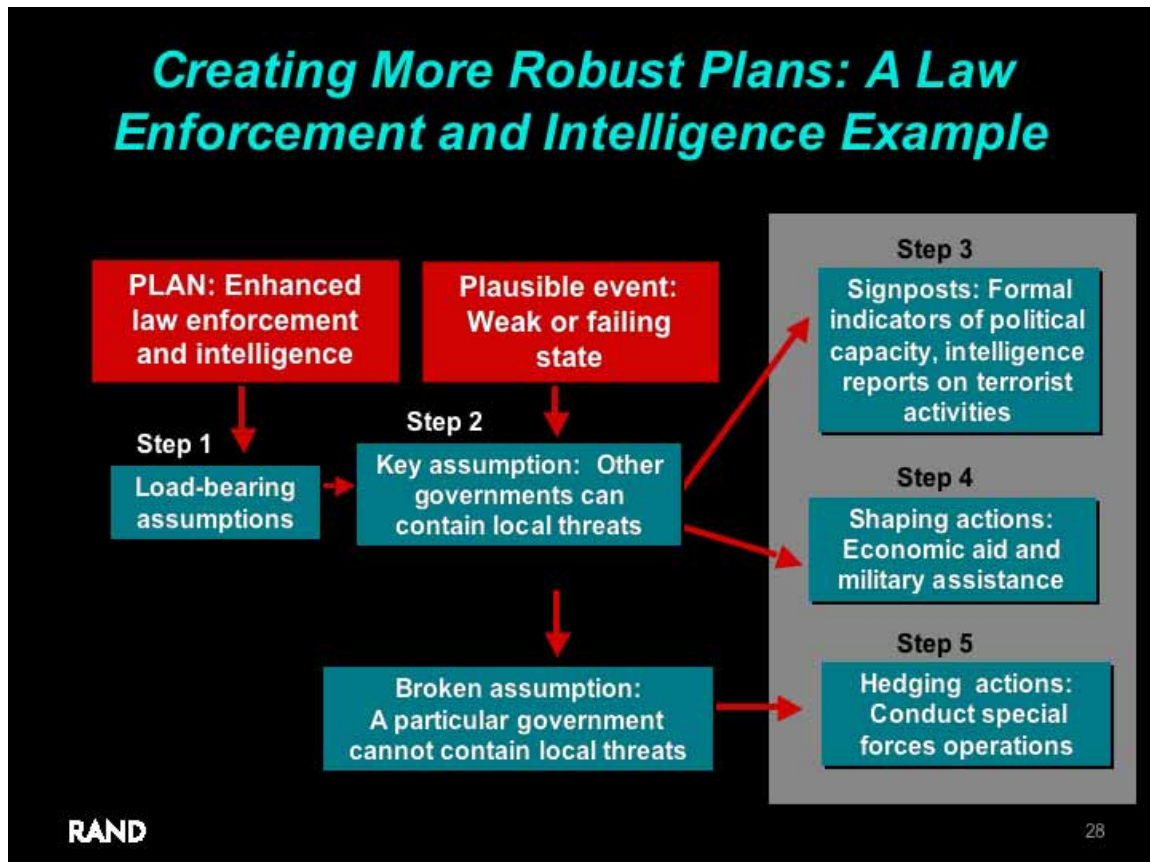 Creating More Robust Plans: A Law
Enforcement and Intelligence Example
PLAN: Enhanced
law enforcement
and intelligence
Plausible event:
Weak or failing
state
Step 1
Load-bearing
assumptions
Step 2
Key assumption: Other
governments can
contain local threats
Broken assumption:
A particular government
cannot contain local threats
Step 3
Signposts: Formal
indicators of political
capacity, intelligence
reports on terrorist
activities
Step 4
Shaping actions:
Economic aid and
military assistance
Step 5
Hedging actions:
Conduct special
forces operations
RAND
28